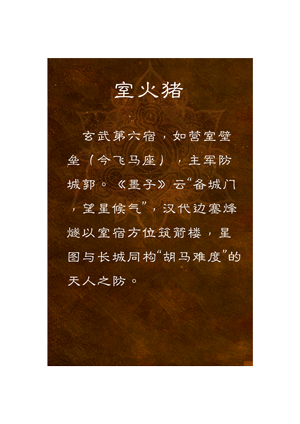 室火猪
玄武第六宿，如营室壁
垒（今飞马座），主军防
城郭。《墨子》云“备城门
，望星候气”，汉代边塞烽
燧以室宿方位筑箭楼，星
图与长城同构“胡马难度”的
天人之防。